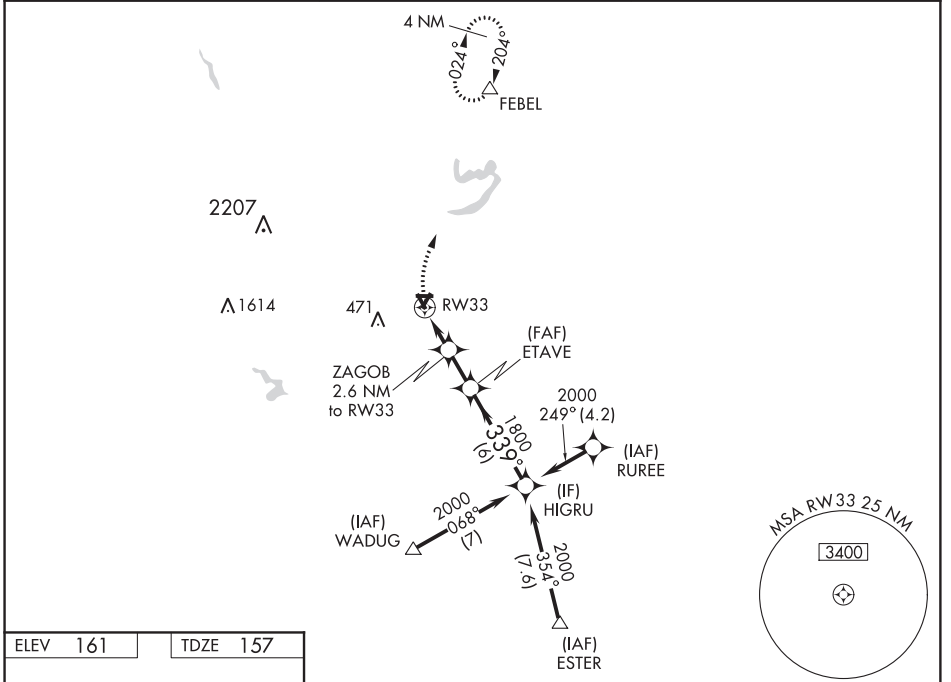 4 NM
024°
204°
FEBEL
2207
1614
471
RW33
(FAF)
ETAVE
ZAGOB
2.6 NM
to RW33
2000
249° (4.2)
1800
339°
(6)
(IAF)
RUREE
(IF)
HIGRU
2000
068°
(7)
(IAF)
WADUG
2000
354°
(7.6)
(IAF)
ESTER
MSA RW33 25 NM
3400
ELEV 161
TDZE 157